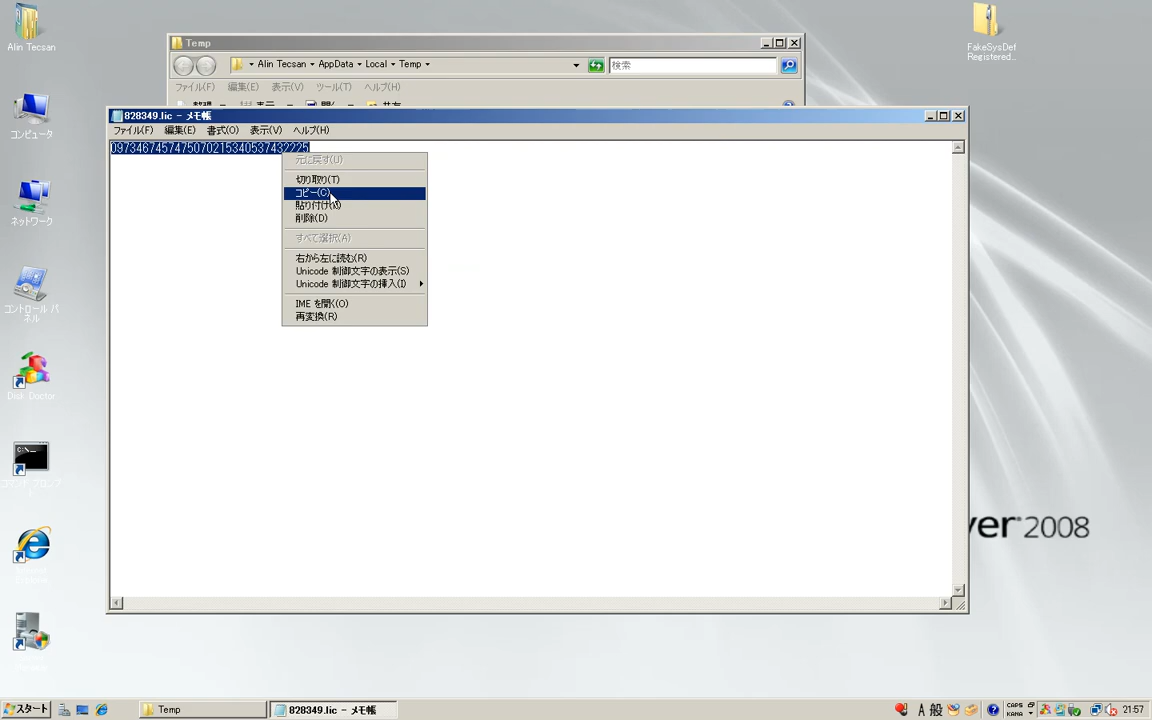 Alin Tecsan
コンピュータ
ネットワーク
コントロール パネル
Disk Doctor
FakeSysDef
Registered...
Temp
Alin Tecsan AppData Local Temp
検索
ファイル(F) 編集(E) 表示(V) ツール(T) ヘルプ(H)
828349.lic - メモ帳
ファイル(F) 編集(E) 書式(O) 表示(V) ヘルプ(H)
09734674574750702153405374322​25
元に戻す(U)
切り取り(T)
コピー(C)
貼り付け
削除(D)
すべて選択(A)
右から左に読む(R)
Unicode 制御文字の表示(S)
Unicode 制御文字の挿入(I)
IME を開く(O)
再変換(R)
ver 2008
スタート
Temp
828349.lic - メモ帳
A 般
CAPS
KANA
21:57